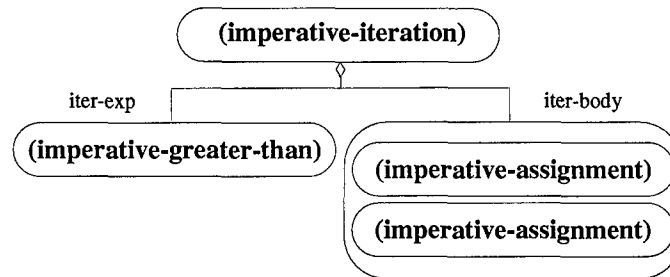 (imperative-iteration)
iter-exp
iter-body
(imperative-greater-than)
(imperative-assignment)
(imperative-assignment)